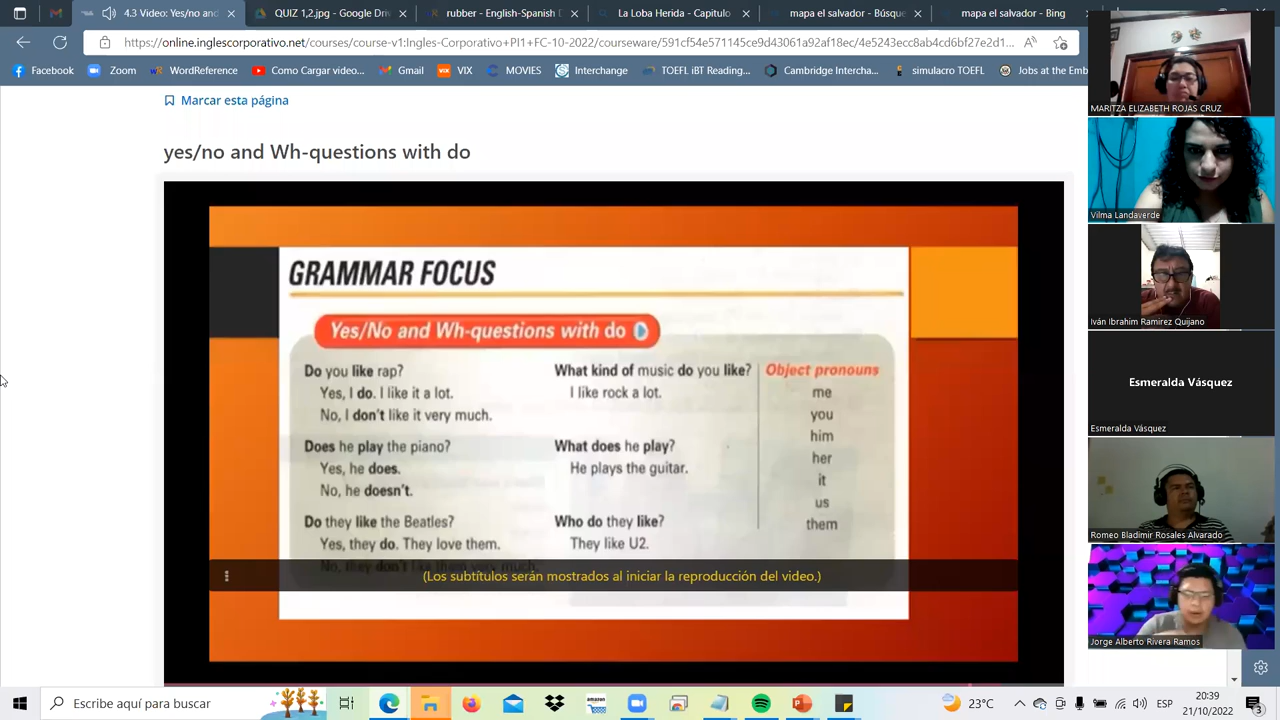 4.3 Video
QUIZ 1,2.jpg - Google Dri
rubber - English-Spanish E
La Loba Herida - Capitulo
mapa el salvador - Búsque
mapa el salvador - Bing
https://online.inglescorporativo.net/courses/course-v1:Ingles-Corporativo+PI1+FC-10-2022/courseware/591cf54e571145ce9d43061a92af18ec/4e5243ecc8ab4cd6bf27e2d1...
Facebook
Zoom
WordReference
Como Cargar video...
Gmail
VIX
MOVIES
Interchange
TOEFL iBT Reading...
Cambridge Intercha...
simulacro TOEFL
Jobs at the Emb
Marcar esta página
yes/no and Wh-questions with do
GRAMMAR FOCUS
Yes/No and Wh-questions with do
Do you like rap?
Yes, I do. I like it a lot.
No, I don't like it very much.
Does he play the piano?
Yes, he does.
No, he doesn't.
Do they like the Beatles?
Yes, they do. They love them.
No, they don't like them very much.
What kind of music do you like?
I like rock a lot.
What does he play?
He plays the guitar.
Who do they like?
They like U2.
Object pronouns
me
you
him
her
it
us
them
(Los subtítulos serán mostrados al iniciar la reproducción del video.)
MARITZA ELIZABETH ROJAS CRUZ
Vilma Landaverde
Iván Ibrahim Ramirez Quijano
Esmeralda Vásquez
Esmeralda Vásquez
Romeo Bladimir Rosales Alvarado
Jorge Alberto Rivera Ramos
Escribe aquí para buscar
amazon
23°C
ESP
20:39
21/10/2022
3